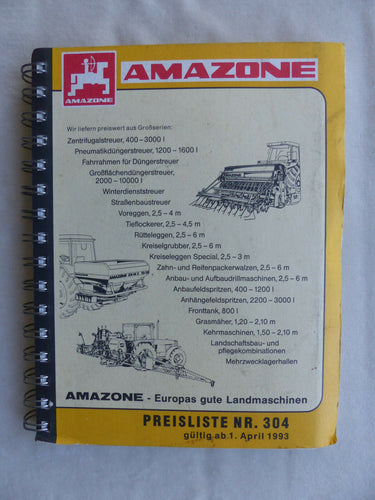 AMAZONE
AMAZONE
Wir liefern preiswert aus Großserien:
Zentrifugalstreuer, 400 – 3000 l
Pneumatikdüngerstreuer, 1200 – 1600 l
Fahrrahmen für Düngerstreuer
Großflächendüngerstreuer,
2000 – 10000 l
Winterdienststreuer
Straßenbaustreuer
Voreggen, 2,5 – 4 m
Tieflockerer, 2,5 – 4,5 m
Rütteleggen, 2,5 – 6 m
Kreiselgrubber, 2,5 – 6 m
Kreiseleggen Special, 2,5 – 3 m
Zahn- und Reifenpackerwalzen, 2,5 – 6 m
Anbau- und Aufbaudrillmaschinen, 2,5 – 6 m
Anbaufeldspritzen, 400 – 1200 l
Anhängefeldspritzen, 2200 – 3000 l
Fronttank, 800 l
Grasmäher, 1,20 – 2,10 m
Kehrmaschinen, 1,50 – 2,10 m
Landschaftsbau- und
pflegekombinationen
Mehrzwecklagerhallen
AMAZONE - Europas gute Landmaschinen
PREISLISTE NR. 304
gültig ab 1. April 1993